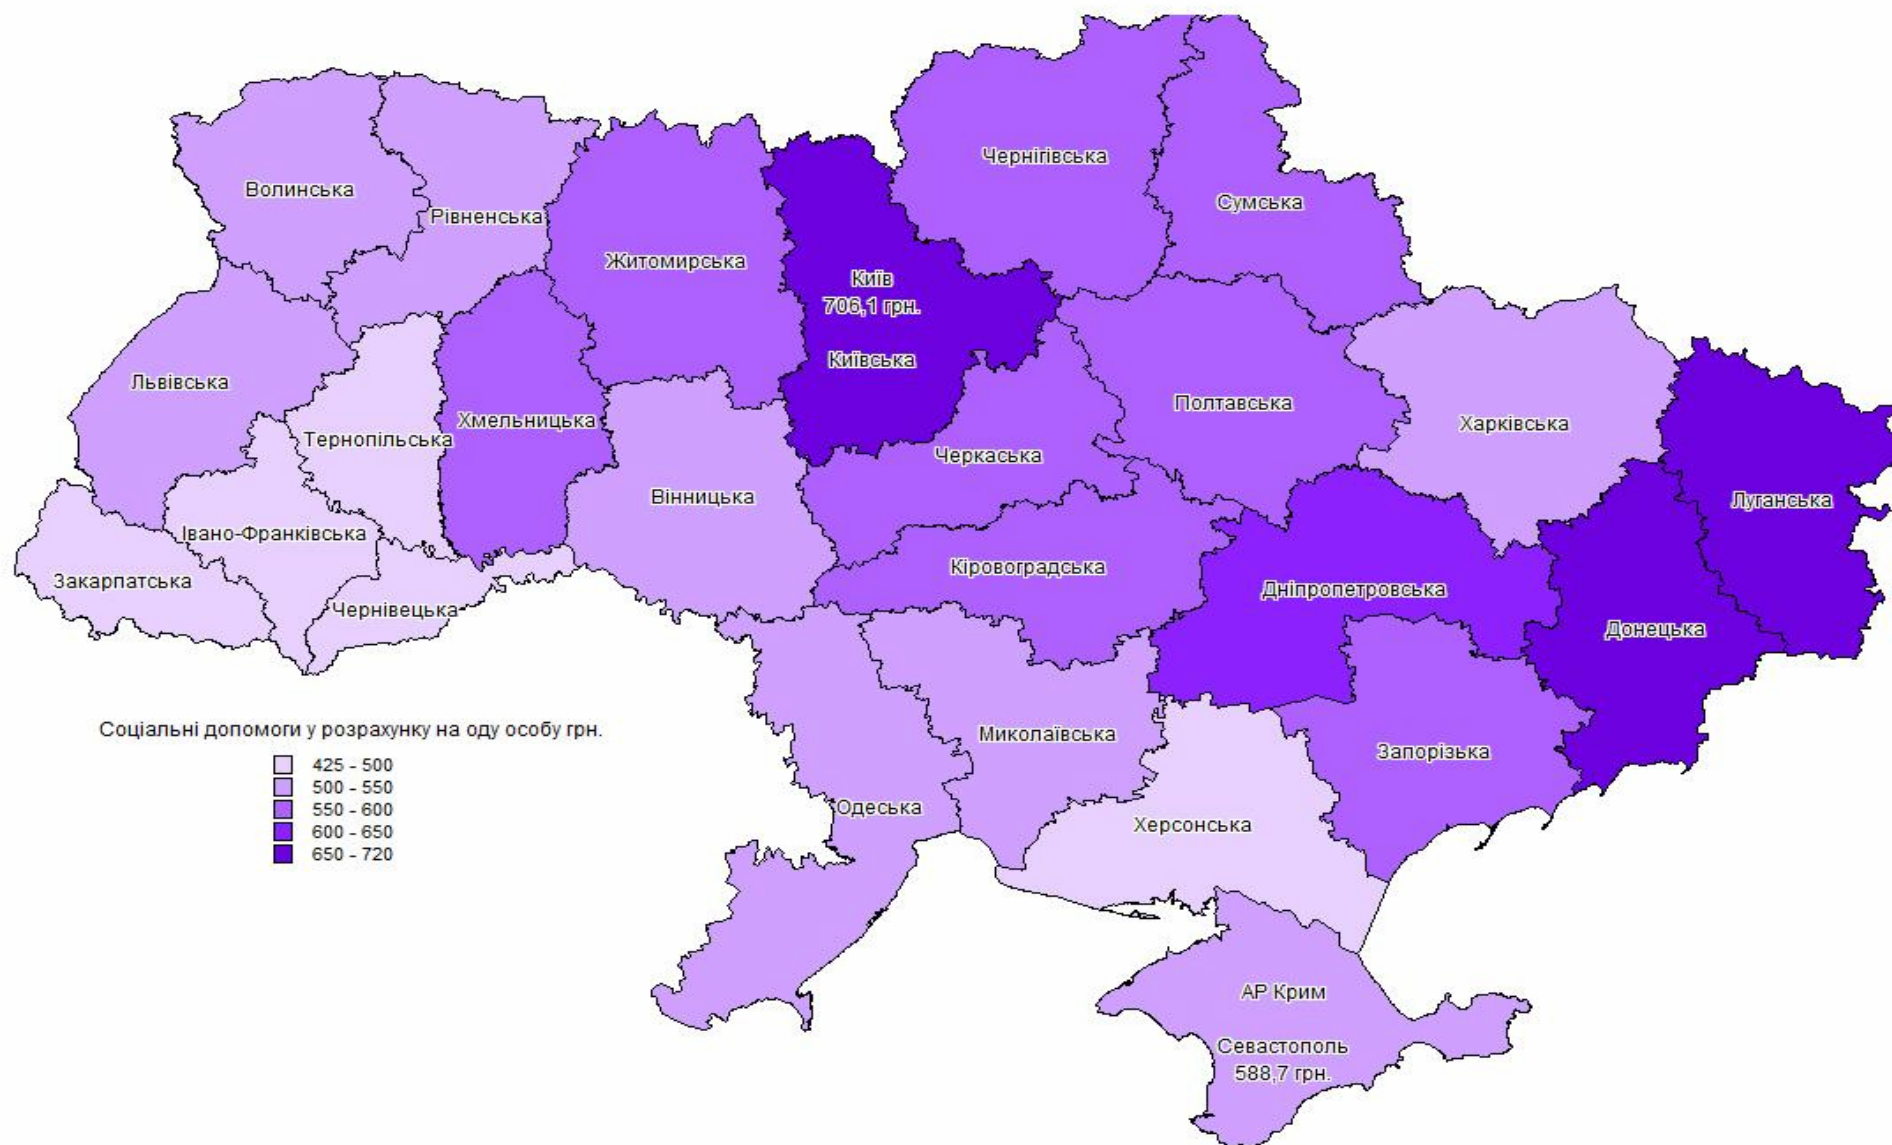 Чернігівська
Волинська
Сумська
Рівненська
Житомирська
Київ
706,1 грн.
Київська
Львівська
Полтавська
Хмельницька
Харківська
Тернопільська
Черкаська
Вінницька
Луганська
Івано-Франківська
Кіровоградська
Закарпатська
Дніпропетровська
Чернівецька
Донецька
Соціальні допомоги у розрахунку на оду особу грн.
425 - 500
500 - 550
550 - 600
600 - 650
650 - 720
Миколаївська
Запорізька
Одеська
Херсонська
АР Крим
Севастополь
588,7 грн.